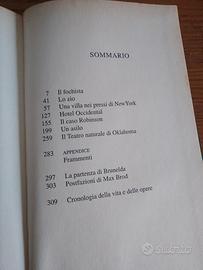 SOMMARIO
7 Il fochista
41 Lo zio
57 Una villa nei pressi di NewYork
127 Hotel Occidental
155 Il caso Robinson
199 Un asilo
259 Il Teatro naturale di Oklahoma
283 APPENDICE
Frammenti
297 La partenza di Brunelda
303 Postfazioni di Max Brod
309 Cronologia della vita e delle opere
subito